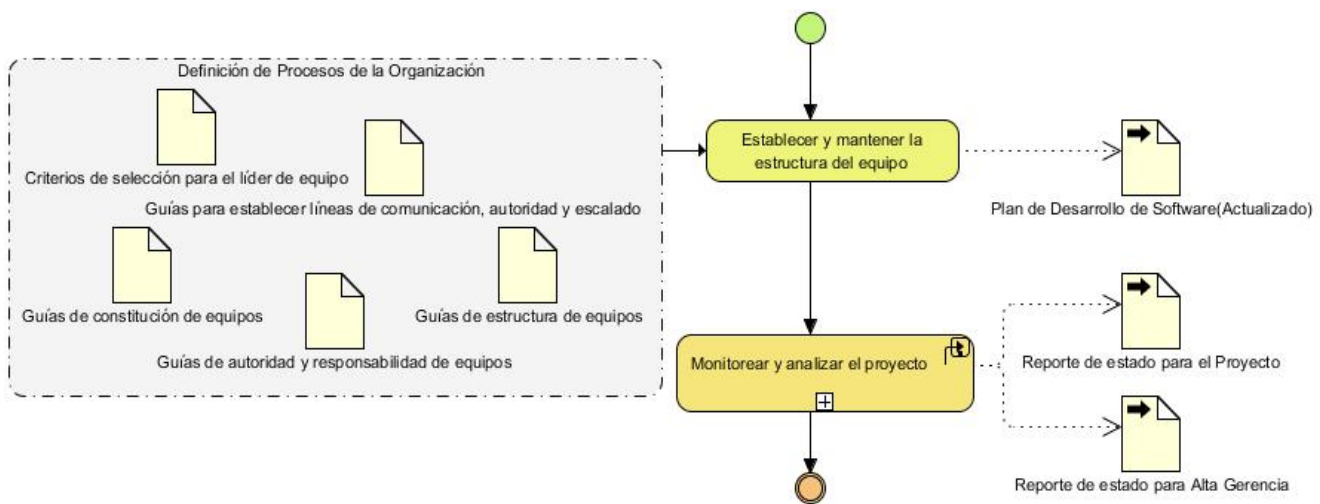 Definición de Procesos de la Organización
Criterios de selección para el líder de equipo
Guías para establecer líneas de comunicación, autoridad y escalado
Guías de constitución de equipos
Guías de estructura de equipos
Guías de autoridad y responsabilidad de equipos
Establecer y mantener la
estructura del equipo
Plan de Desarrollo de Software(Actualizado)
Monitorear y analizar el proyecto
Reporte de estado para el Proyecto
Reporte de estado para Alta Gerencia